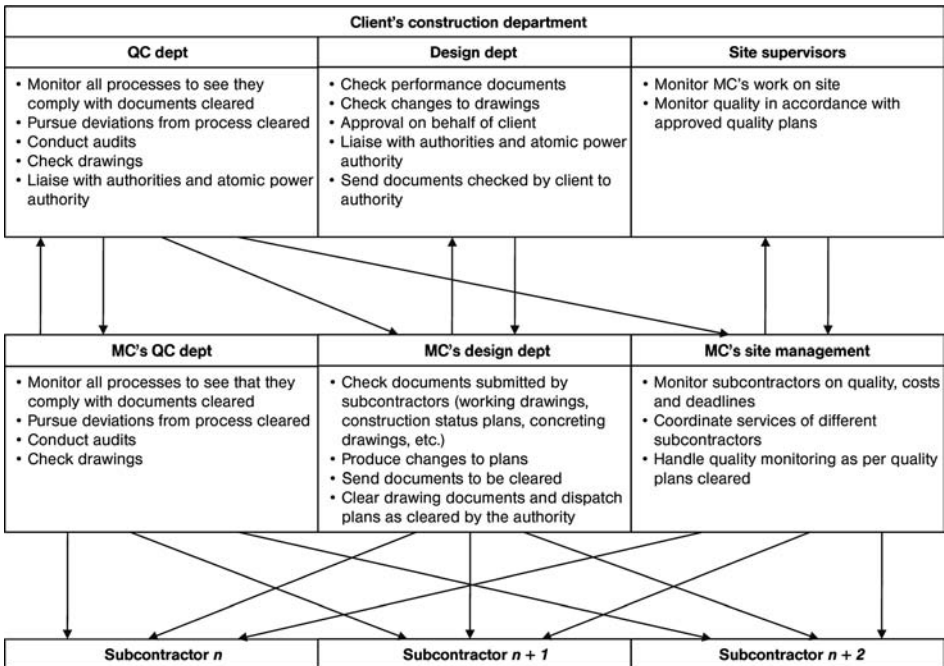 Client's construction department
QC dept
• Monitor all processes to see they
comply with documents cleared
• Pursue deviations from process cleared
• Conduct audits
• Check drawings
• Liaise with authorities and atomic power
authority
Design dept
• Check performance documents
• Check changes to drawings
• Approval on behalf of client
• Liaise with authorities and atomic power
authority
• Send documents checked by client to
authority
Site supervisors
• Monitor MC's work on site
• Monitor quality in accordance with
approved quality plans
MC's QC dept
• Monitor all processes to see that they
comply with documents cleared
• Pursue deviations from process cleared
• Conduct audits
• Check drawings
MC's design dept
• Check documents submitted by
subcontractors (working drawings,
construction status plans, concreting
drawings, etc.)
• Produce changes to plans
• Send documents to be cleared
• Clear drawing documents and dispatch
plans as cleared by the authority
MC's site management
• Monitor subcontractors on quality, costs
and deadlines
• Coordinate services of different
subcontractors
• Handle quality monitoring as per quality
plans cleared
Subcontractor n
Subcontractor n + 1
Subcontractor n + 2